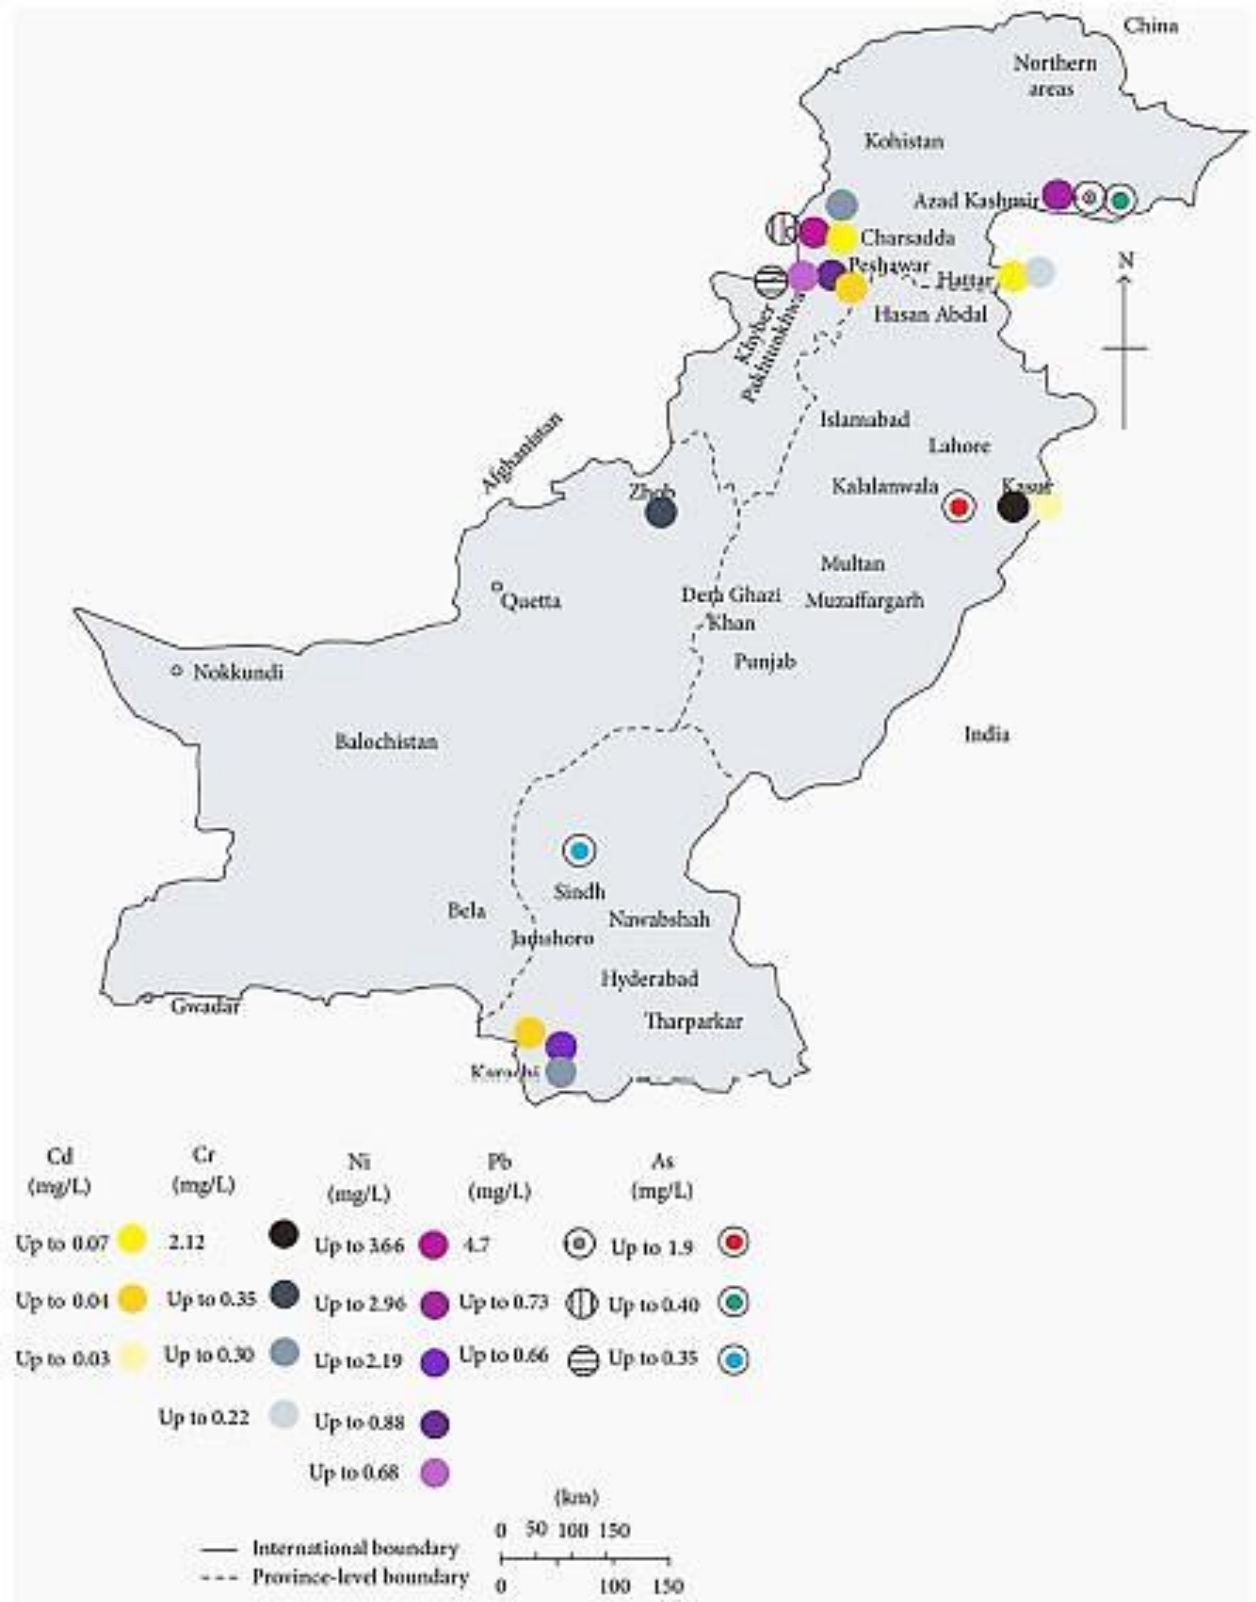 China
Northern
areas
Kohistan
Azad Kashmir
Charsadda
Peshawar
Hattar
N
Hasan Abdal
Khyber
Pakhtunkhwa
Islamabad
Lahore
Afghanistan
Zhob
Kalalanwala
Kasur
Multan
Quetta
Dera Ghazi
Khan
Muzaffargarh
Punjab
Nokkundi
Balochistan
India
Sindh
Bela
Nawabshah
Jamshoro
Hyderabad
Gwadar
Tharparkar
Karachi
Cd
(mg/L)
Cr
(mg/L)
Ni
(mg/L)
Pb
(mg/L)
As
(mg/L)
Up to 0.07
2.12
Up to 3.66
4.7
Up to 1.9
Up to 0.04
Up to 0.35
Up to 2.96
Up to 0.73
Up to 0.40
Up to 0.03
Up to 0.30
Up to 2.19
Up to 0.66
Up to 0.35
Up to 0.22
Up to 0.88
Up to 0.68
(km)
0 50 100 150
International boundary
Province-level boundary
0 100 150